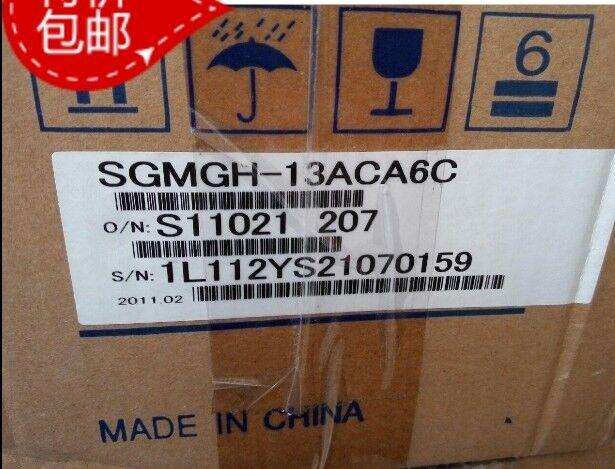 包邮
6
SGMGH-13ACA6C
O/N: S11021 207
S/N: 1L112YS21070159
2011.02
MADE IN CHINA